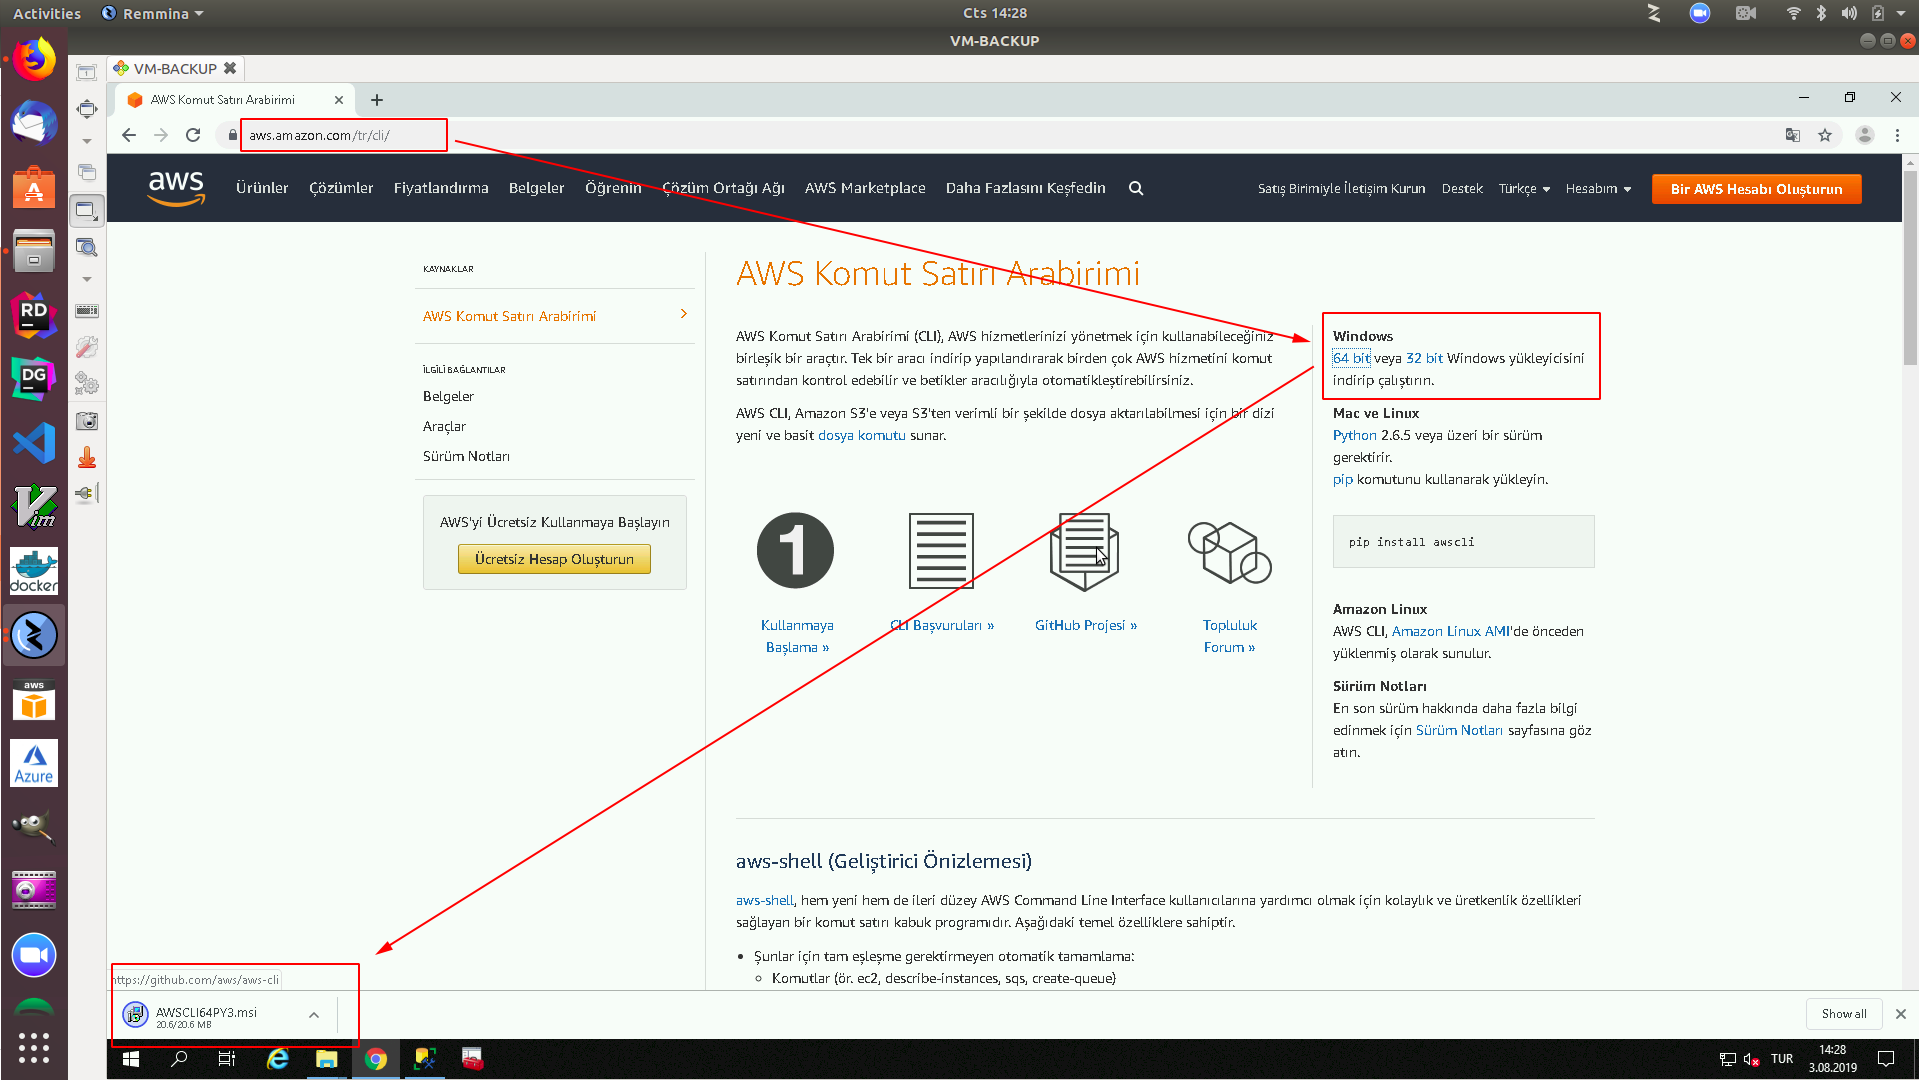 Activities
Remmina
Cts 14:28
VM-BACKUP
VM-BACKUP
AWS Komut Satırı Arabirimi
aws.amazon.com/tr/cli/
aws
Ürünler
Çözümler
Fiyatlandırma
Belgeler
Öğrenin
Çözüm Ortağı Ağı
AWS Marketplace
Daha Fazlasını Keşfedin
Satış Birimiyle İletişim Kurun
Destek
Türkçe
Hesabım
Bir AWS Hesabı Oluşturun
KAYNAKLAR
AWS Komut Satırı Arabirimi
İLGİLİ BAĞLANTILAR
Belgeler
Araçlar
Sürüm Notları
AWS'yi Ücretsiz Kullanmaya Başlayın
Ücretsiz Hesap Oluşturun
AWS Komut Satırı Arabirimi
AWS Komut Satırı Arabirimi (CLI), AWS hizmetlerinizi yönetmek için kullanabileceğiniz
birleşik bir araçtır. Tek bir aracı indirip yapılandırarak birden çok AWS hizmetini komut
satırından kontrol edebilir ve betikler aracılığıyla otomatikleştirebilirsiniz.
AWS CLI, Amazon S3'e veya S3'ten verimli bir şekilde dosya aktarılabilmesi için bir dizi
yeni ve basit dosya komutu sunar.
1
Kullanmaya
Başlama »
CLI Başvuruları »
GitHub Projesi »
Topluluk
Forum »
Windows
64 bit veya 32 bit Windows yükleyicisini
indirip çalıştırın.
Mac ve Linux
Python 2.6.5 veya üzeri bir sürüm
gerektirir.
pip komutunu kullanarak yükleyin.
pip install awscli
Amazon Linux
AWS CLI, Amazon Linux AMI'de önceden
yüklenmiş olarak sunulur.
Sürüm Notları
En son sürüm hakkında daha fazla bilgi
edinmek için Sürüm Notları sayfasına göz
atın.
aws-shell (Geliştirici Önizlemesi)
aws-shell, hem yeni hem de ileri düzey AWS Command Line Interface kullanıcılarına yardımcı olmak için kolaylık ve üretkenlik özellikleri
sağlayan bir komut satırı kabuk programıdır. Aşağıdaki temel özelliklere sahiptir.
Şunlar için tam eşleşme gerektirmeyen otomatik tamamlama:
Komutlar (ör. ec2, describe-instances, sqs, create-queue)
https://github.com/aws/aws-cli
AWSCLI64PY3.msi
20.6/20.6 MB
Show all
TUR
14:28
3.08.2019
RD
DG
Vim
docker
aws
Azure